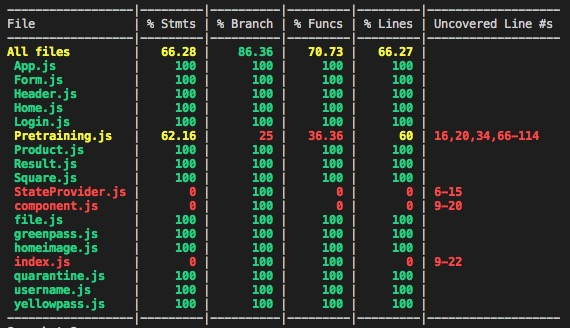 File | % Stmts | % Branch | % Funcs | % Lines | Uncovered Line #s
All files | 66.28 | 86.36 | 70.73 | 66.27 |
App.js | 100 | 100 | 100 | 100 |
Form.js | 100 | 100 | 100 | 100 |
Header.js | 100 | 100 | 100 | 100 |
Home.js | 100 | 100 | 100 | 100 |
Login.js | 100 | 100 | 100 | 100 |
Pretraining.js | 62.16 | 25 | 36.36 | 60 | 16,20,34,66-114
Product.js | 100 | 100 | 100 | 100 |
Result.js | 100 | 100 | 100 | 100 |
Square.js | 100 | 100 | 100 | 100 |
StateProvider.js | 0 | 100 | 0 | 0 | 6-15
component.js | 0 | 100 | 0 | 0 | 9-20
file.js | 100 | 100 | 100 | 100 |
greenpass.js | 100 | 100 | 100 | 100 |
homeimage.js | 100 | 100 | 100 | 100 |
index.js | 0 | 100 | 0 | 0 | 9-22
quarantine.js | 100 | 100 | 100 | 100 |
username.js | 100 | 100 | 100 | 100 |
yellowpass.js | 100 | 100 | 100 | 100 |